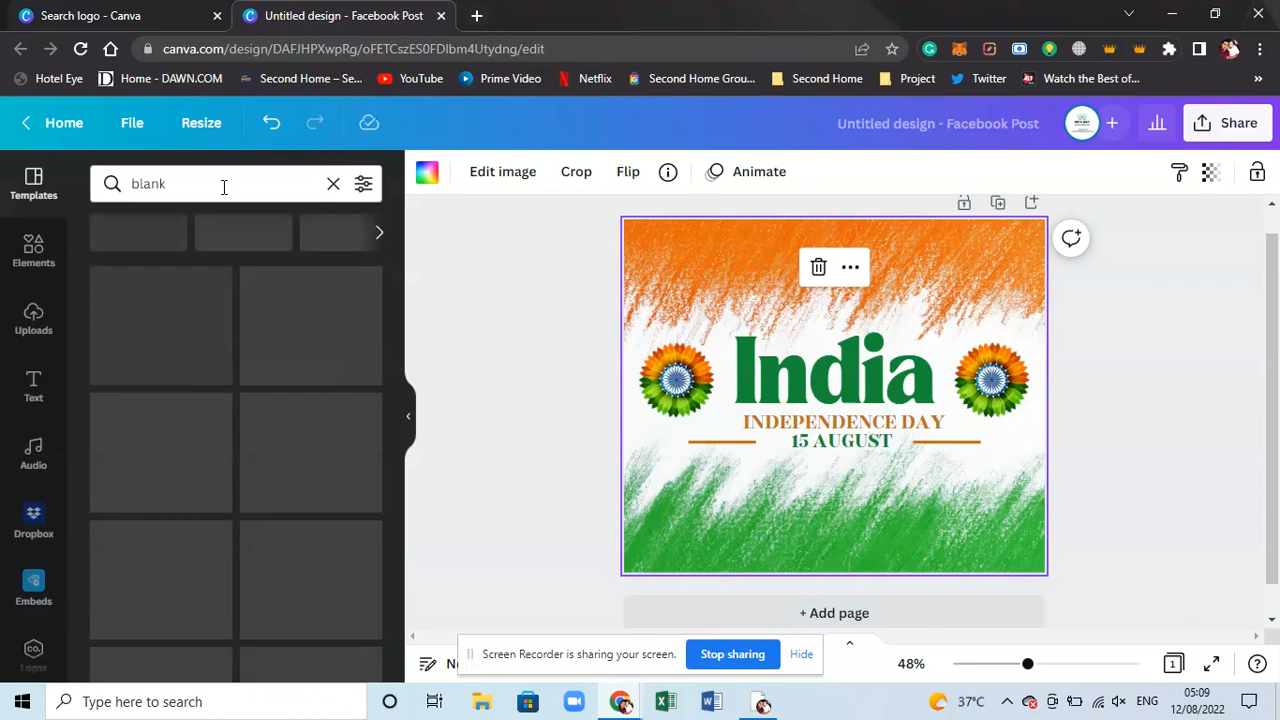 Search logo - Canva
Untitled design - Facebook Post
canva.com/design/DAFJHPXwpRg/oFETCszES0FDIbm4Utydng/edit
Hotel Eye
Home - DAWN.COM
Second Home – Se...
YouTube
Prime Video
Netflix
Second Home Grou...
Second Home
Project
Twitter
Watch the Best of...
Home
File
Resize
Untitled design - Facebook Post
Share
Templates
blank
Edit image
Crop
Flip
Animate
Elements
Uploads
Text
Audio
Dropbox
Embeds
CO.
Logos
India
INDEPENDENCE DAY
15 AUGUST
+ Add page
Screen Recorder is sharing your screen.
Stop sharing
Hide
48%
1
Type here to search
37°C
ENG
05:09
12/08/2022